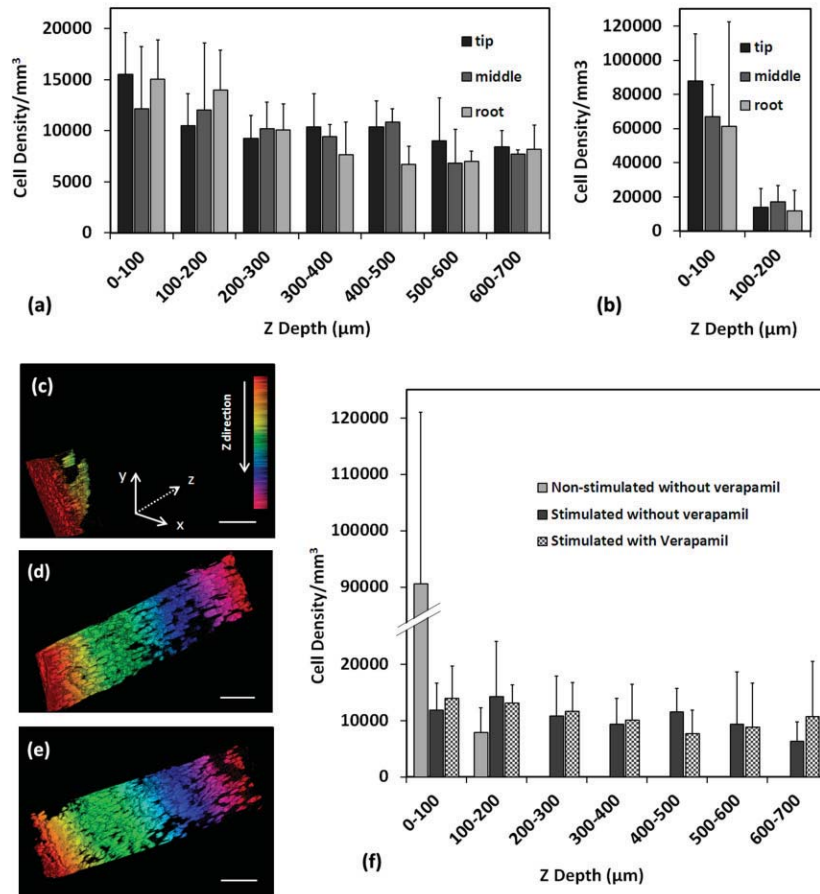 20000
15000
10000
5000
0
Cell Density/mm³
tip
middle
root
0-100
100-200
200-300
300-400
400-500
500-600
600-700
(a)
Z Depth (µm)
120000
100000
80000
60000
40000
20000
0
Cell Density/mm3
tip
middle
root
0-100
100-200
(b)
Z Depth (µm)
(c)
Z direction
y
z
x
(d)
(e)
120000
110000
100000
90000
20000
10000
0
Cell Density/mm³
Non-stimulated without verapamil
Stimulated without verapamil
Stimulated with Verapamil
0-100
100-200
200-300
300-400
400-500
500-600
600-700
(f)
Z Depth (µm)